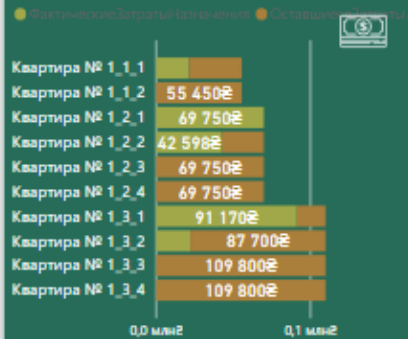 ФактическиеЗатратыНазначения ОставшиесяЗатраты
Квартира № 1_1_1
Квартира № 1_1_2 55 450₴
Квартира № 1_2_1 69 750₴
Квартира № 1_2_2 42 598₴
Квартира № 1_2_3 69 750₴
Квартира № 1_2_4 69 750₴
Квартира № 1_3_1 91 170₴
Квартира № 1_3_2 87 700₴
Квартира № 1_3_3 109 800₴
Квартира № 1_3_4 109 800₴
0,0 млн₴ 0,1 млн₴